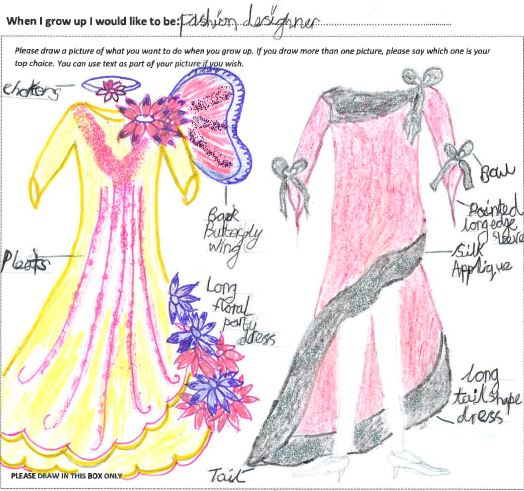 When I grow up I would like to be: fashion designer
Please draw a picture of what you want to do when you grow up. If you draw more than one picture, please say which one is your
top choice. You can use text as part of your picture if you wish.
chokers
Back
Butterfly
wing
Pleats
Long
floral
party
dress
Bow
Pointed
long edge
sleeve
Silk
Applique
long
tail shape
dress
Tail
PLEASE DRAW IN THIS BOX ONLY